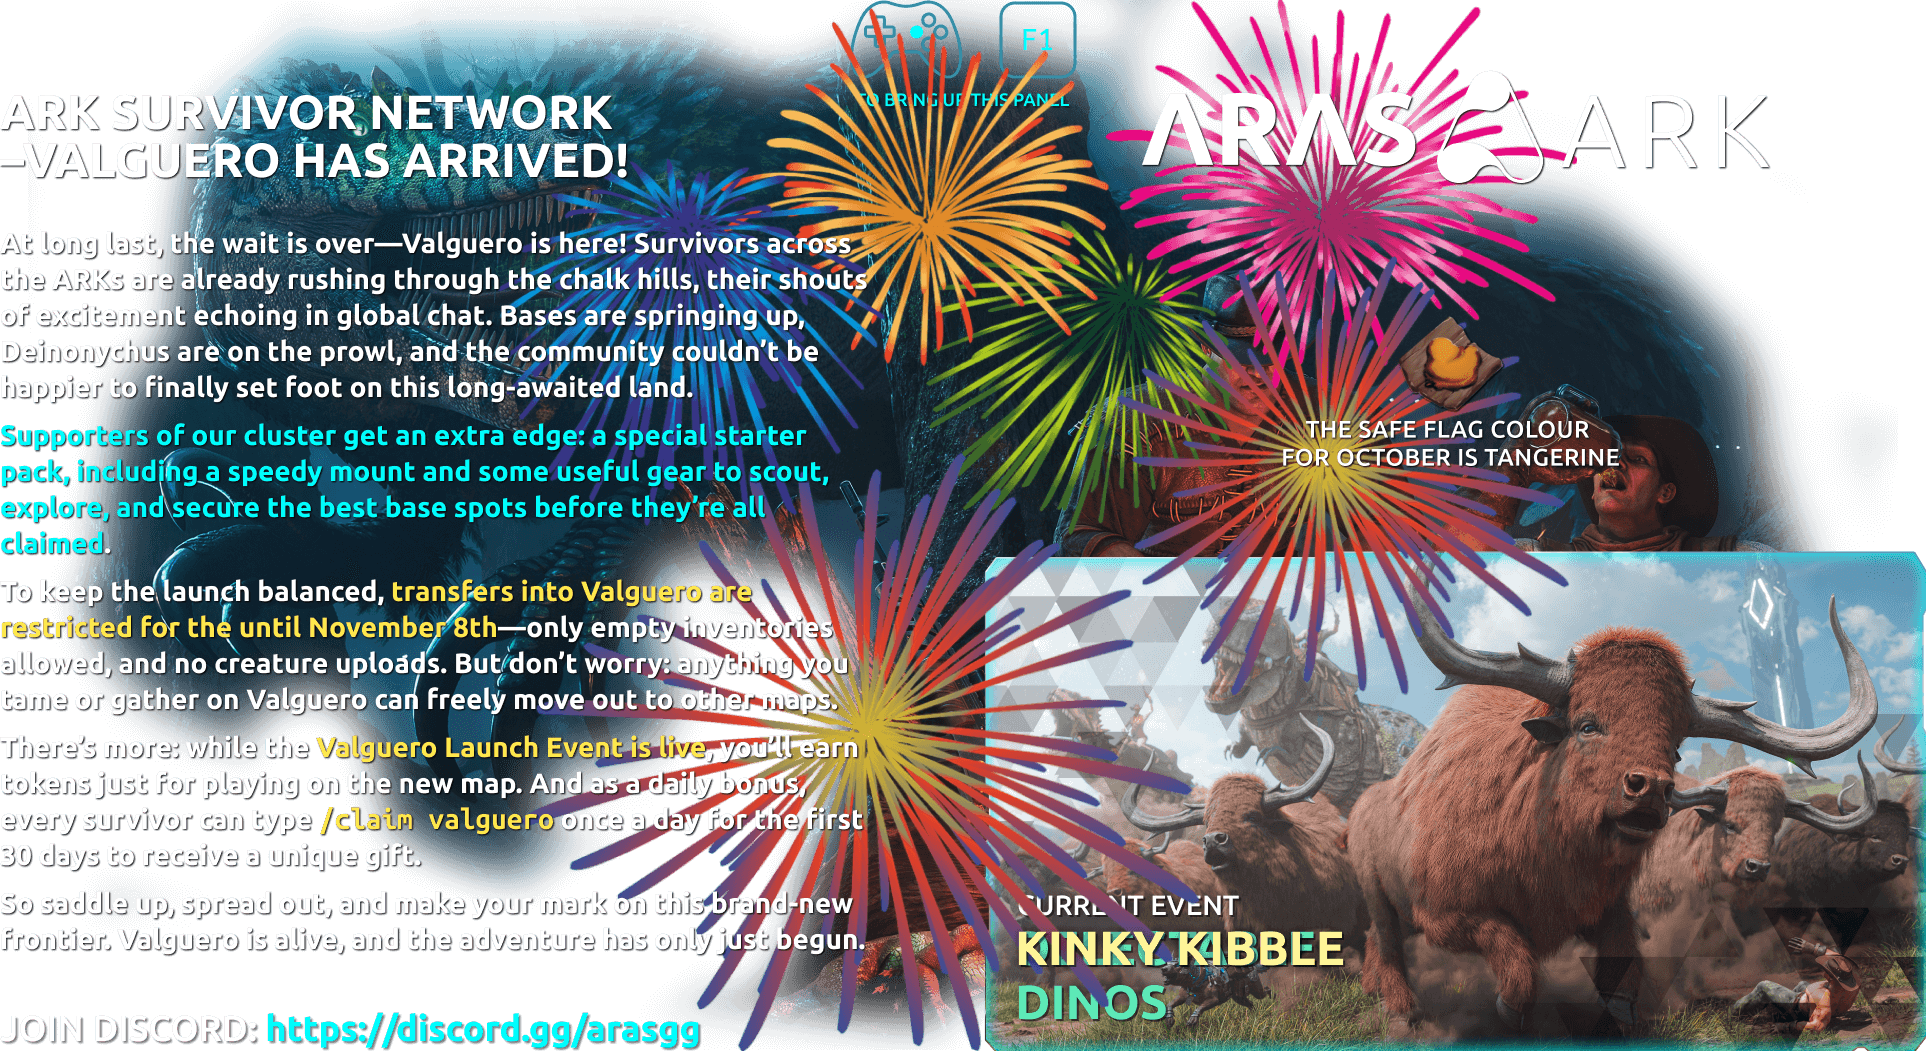 F1
TO BRING UP THIS PANEL
ARAS ARK
ARK SURVIVOR NETWORK
–VALGUERO HAS ARRIVED!
At long last, the wait is over—Valguero is here! Survivors across
the ARKs are already rushing through the chalk hills, their shouts
of excitement echoing in global chat. Bases are springing up,
Deinonychus are on the prowl, and the community couldn't be
happier to finally set foot on this long-awaited land.
Supporters of our cluster get an extra edge: a special starter
pack, including a speedy mount and some useful gear to scout,
explore, and secure the best base spots before they're all
claimed.
To keep the launch balanced, transfers into Valguero are
restricted for the until November 8th—only empty inventories
allowed, and no creature uploads. But don't worry: anything you
tame or gather on Valguero can freely move out to other maps.
There's more: while the Valguero Launch Event is live, you'll earn
tokens just for playing on the new map. And as a daily bonus,
every survivor can type /claim valguero once a day for the first
30 days to receive a unique gift.
So saddle up, spread out, and make your mark on this brand-new
frontier. Valguero is alive, and the adventure has only just begun.
JOIN DISCORD: https://discord.gg/arasgg
THE SAFE FLAG COLOUR
FOR OCTOBER IS TANGERINE
CURRENT EVENT
KINKY KIBBEE
DINOS